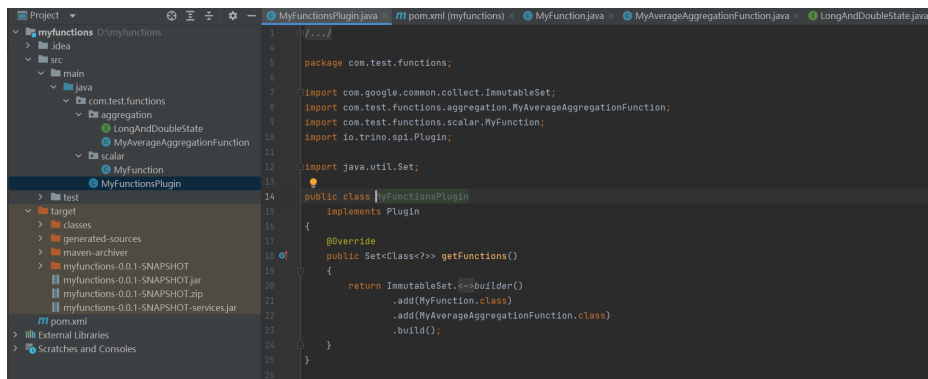 Project
myfunctions D:\myfunctions
.idea
src
main
java
com.test.functions
aggregation
LongAndDoubleState
MyAverageAggregationFunction
scalar
MyFunction
MyFunctionsPlugin
test
target
classes
generated-sources
maven-archiver
myfunctions-0.0.1-SNAPSHOT
myfunctions-0.0.1-SNAPSHOT.jar
myfunctions-0.0.1-SNAPSHOT.zip
myfunctions-0.0.1-SNAPSHOT-services.jar
pom.xml
External Libraries
Scratches and Consoles
MyFunctionsPlugin.java × pom.xml (myfunctions) × MyFunction.java × MyAverageAggregationFunction.java × LongAndDoubleState.java
1 /.../
4
5 package com.test.functions;
6
7 import com.google.common.collect.ImmutableSet;
8 import com.test.functions.aggregation.MyAverageAggregationFunction;
9 import com.test.functions.scalar.MyFunction;
10 import io.trino.spi.Plugin;
11
12 import java.util.Set;
13
14 public class MyFunctionsPlugin
15 implements Plugin
16 {
17 @Override
18 public Set<Class<?>> getFunctions()
19 {
20 return ImmutableSet.<~>builder()
21 .add(MyFunction.class)
22 .add(MyAverageAggregationFunction.class)
23 .build();
24 }
25 }
26